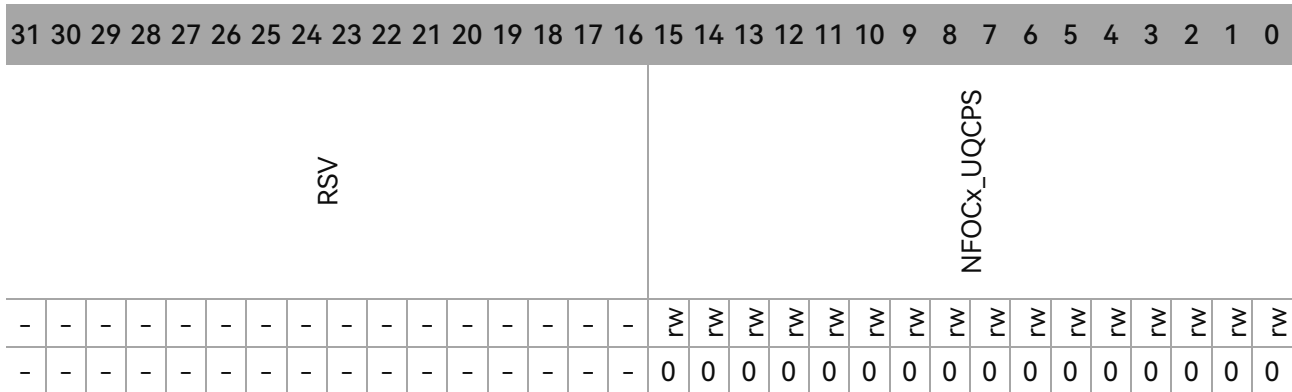 31 30 29 28 27 26 25 24 23 22 21 20 19 18 17 16 15 14 13 12 11 10 9 8 7 6 5 4 3 2 1 0
RSV
NFOCx_UQCPS
- - - - - - - - - - - - - - - - rw rw rw rw rw rw rw rw rw rw rw rw rw rw rw rw
- - - - - - - - - - - - - - - - 0 0 0 0 0 0 0 0 0 0 0 0 0 0 0 0